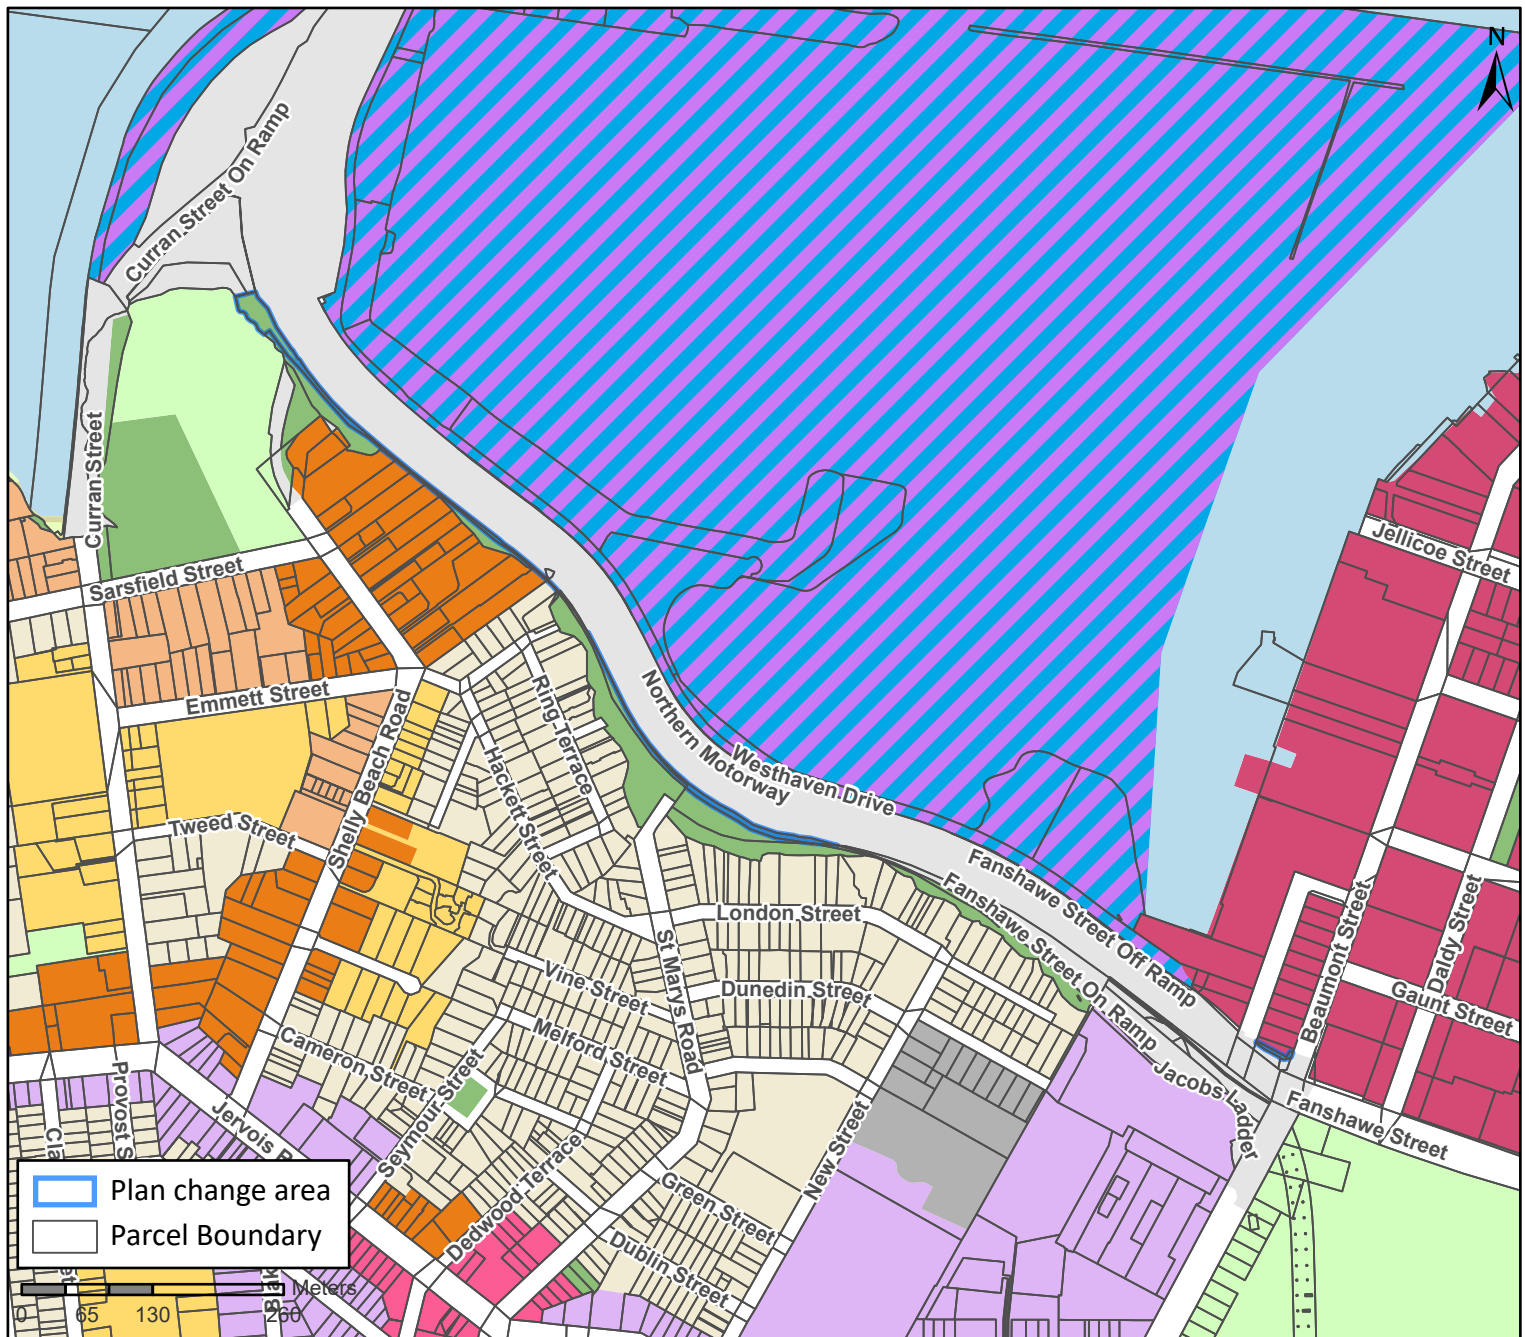 N
Curran Street On Ramp
Curran Street
Sarsfield Street
Emmett Street
Shelly Beach Road
Tweed Street
Ring Terrace
Hackett Street
Northern Motorway
Westhaven Drive
Fanshawe Street Off Ramp
Fanshawe Street On Ramp
Jellicoe Street
Beaumont Street
Daldy Street
Gaunt Street
London Street
St Marys Road
Vine Street
Dunedin Street
Melford Street
Cameron Street
Seymour Street
Jacobs Ladder
Fanshawe Street
Provost S
Cla
Jervois R
New Street
Green Street
Dedwood Terrace
Dublin Street
Plan change area
Parcel Boundary
et
Blak
Meters
0 65 130 260